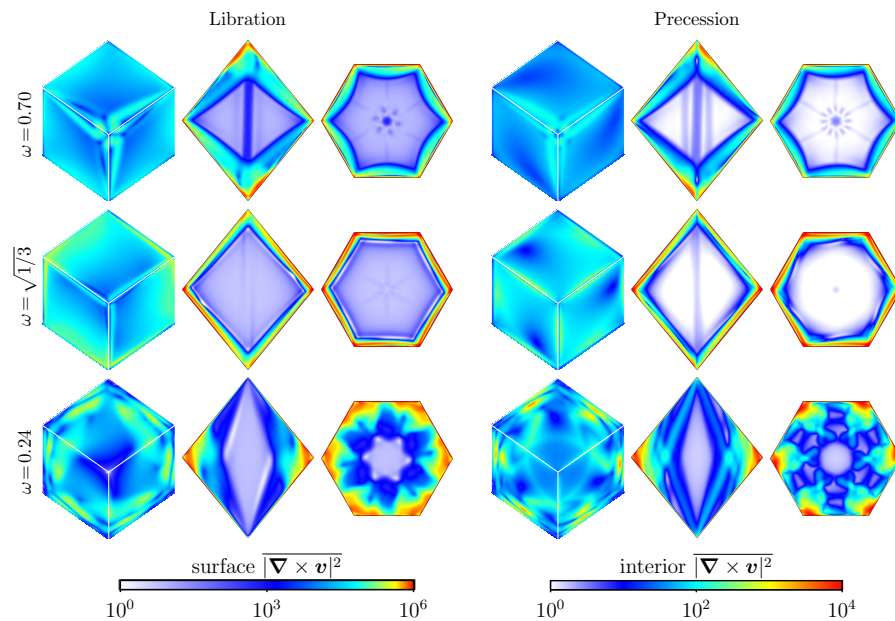 Libration Precession
ω = 0.70
ω = √1/3
ω = 0.24
surface |∇ × v|² interior |∇ × v|²
10⁰ 10³ 10⁶ 10⁰ 10² 10⁴